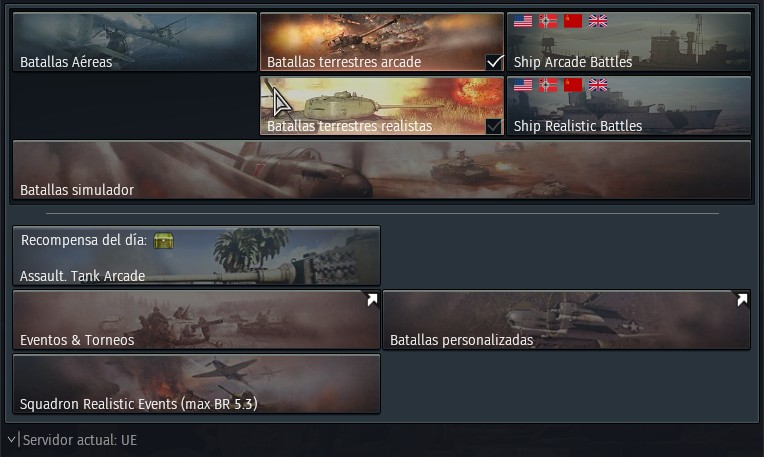 Batallas Aéreas
Batallas terrestres arcade
Ship Arcade Battles
Batallas terrestres realistas
Ship Realistic Battles
Batallas simulador
Recompensa del día:
Assault. Tank Arcade
Eventos & Torneos
Batallas personalizadas
Squadron Realistic Events (max BR 5.3)
Servidor actual: UE